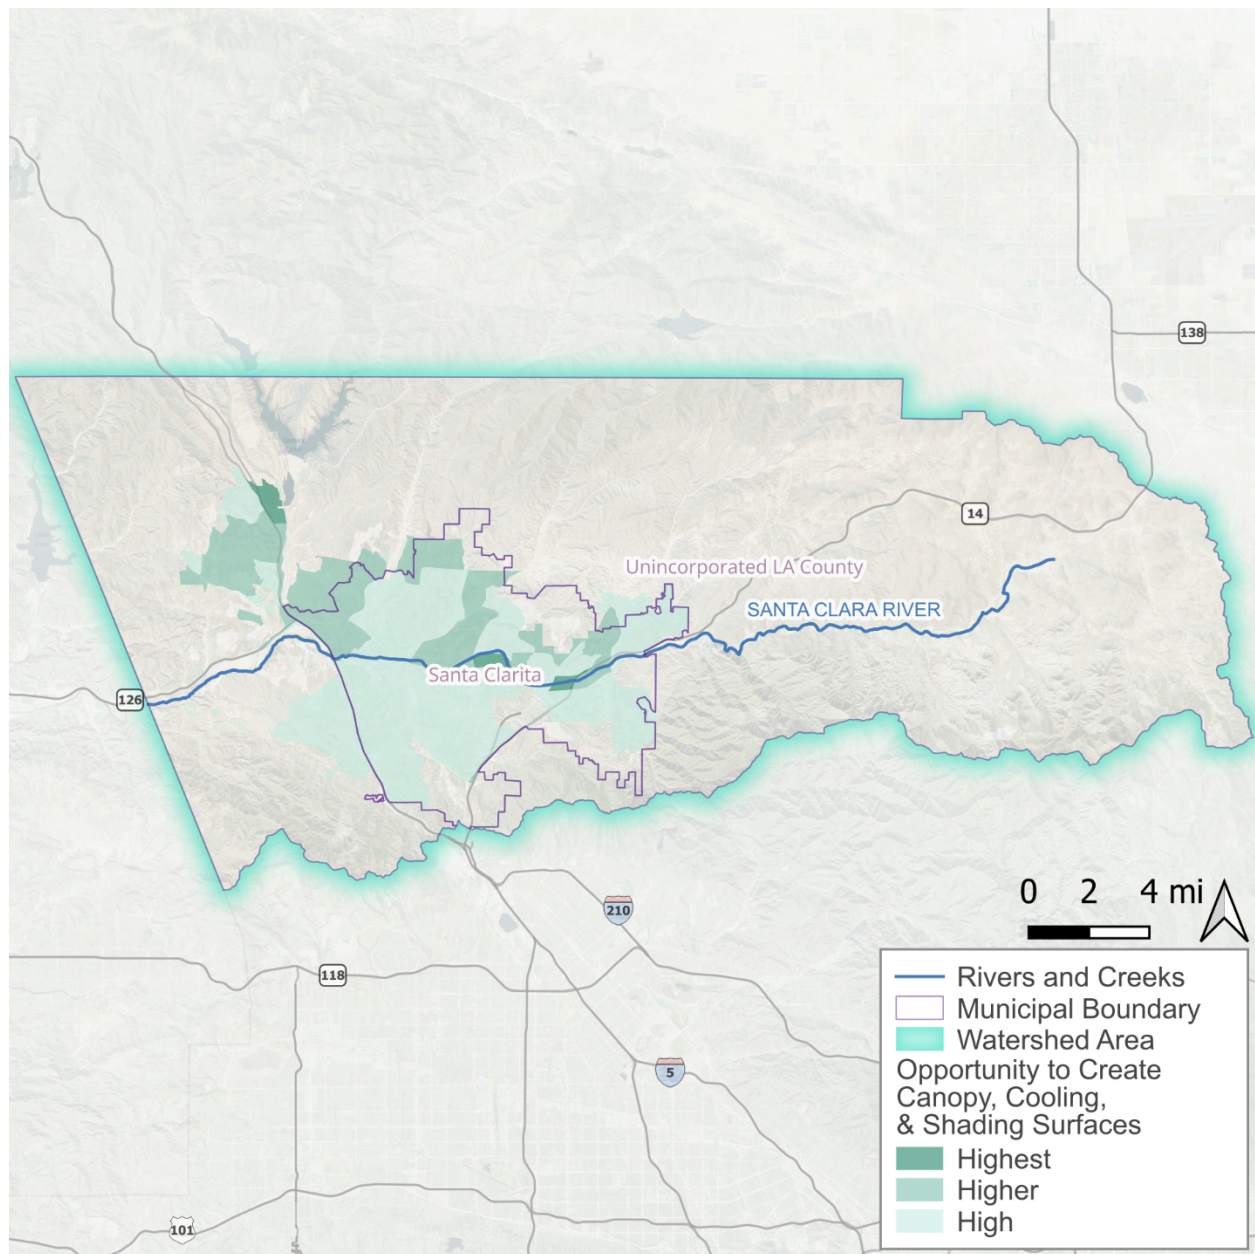 138
14
Unincorporated LA County
SANTA CLARA RIVER
Santa Clarita
126
0 2 4 mi
210
118
5
101
Rivers and Creeks
Municipal Boundary
Watershed Area
Opportunity to Create
Canopy, Cooling,
& Shading Surfaces
Highest
Higher
High